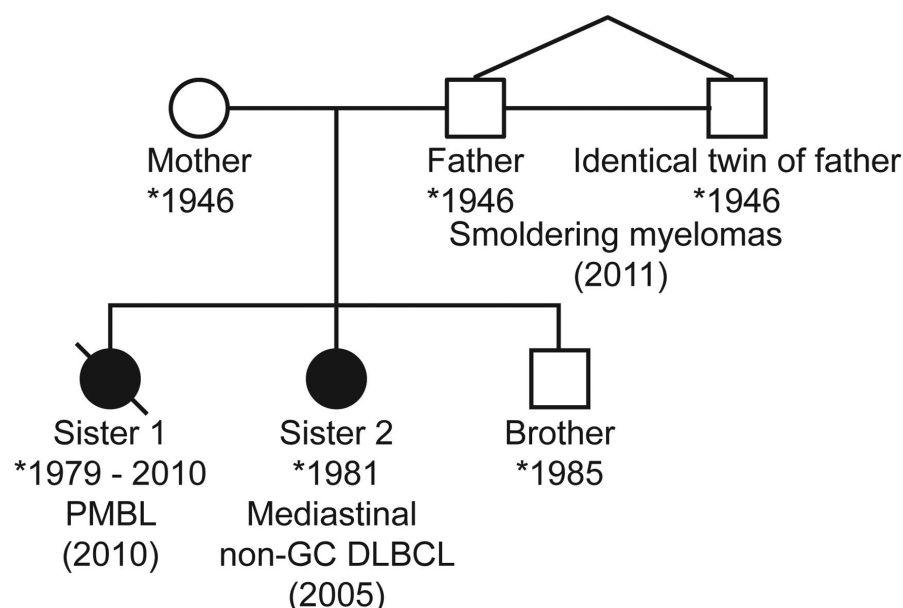 Mother
*1946
Father
*1946
Identical twin of father
*1946
Smoldering myelomas
(2011)
Sister 1
*1979 - 2010
PMBL
(2010)
Sister 2
*1981
Mediastinal
non-GC DLBCL
(2005)
Brother
*1985